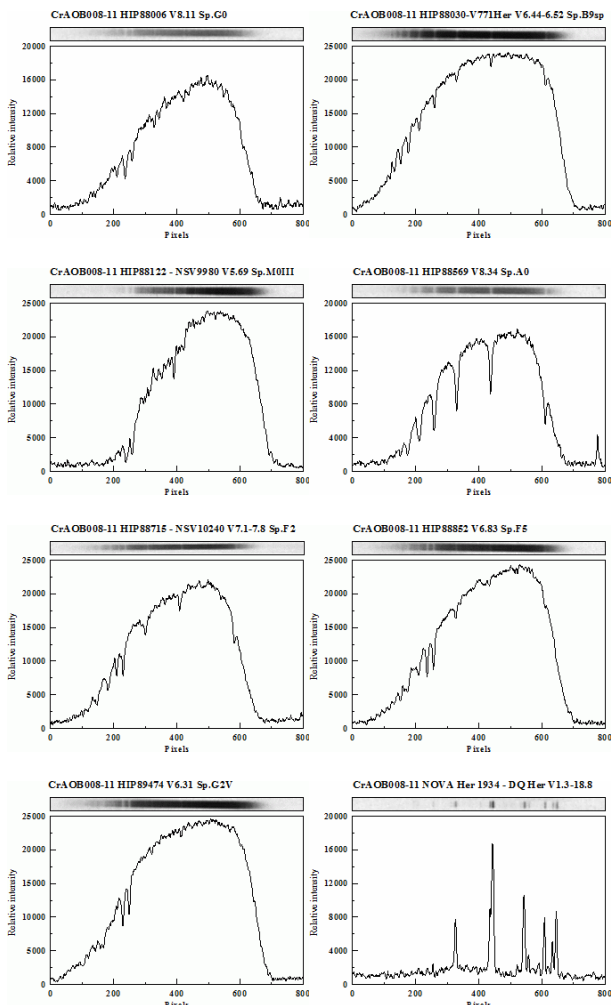 CrAOB008-11 HIP88006 V8.11 Sp.G0
20000
16000
12000
8000
4000
0
Relative intensity
0 200 400 600 800
Pixels
CrAOB008-11 HIP88030-V771Her V6.44-6.52 Sp.B9sp
25000
20000
15000
10000
5000
0
Relative intensity
0 200 400 600 800
Pixels
CrAOB008-11 HIP88122 - NSV9980 V5.69 Sp.M0III
25000
20000
15000
10000
5000
0
Relative intensity
0 200 400 600 800
Pixels
CrAOB008-11 HIP88569 V8.34 Sp.A0
20000
16000
12000
8000
4000
0
Relative intensity
0 200 400 600 800
Pixels
CrAOB008-11 HIP88715 - NSV10240 V7.1-7.8 Sp.F2
25000
20000
15000
10000
5000
0
Relative intensity
0 200 400 600 800
Pixels
CrAOB008-11 HIP88852 V6.83 Sp.F5
25000
20000
15000
10000
5000
0
Relative intensity
0 200 400 600 800
Pixels
CrAOB008-11 HIP89474 V6.31 Sp.G2V
25000
20000
15000
10000
5000
0
Relative intensity
0 200 400 600 800
Pixels
CrAOB008-11 NOVA Her 1934 - DQ Her V1.3-18.8
20000
16000
12000
8000
4000
0
Relative intensity
0 200 400 600 800
Pixels